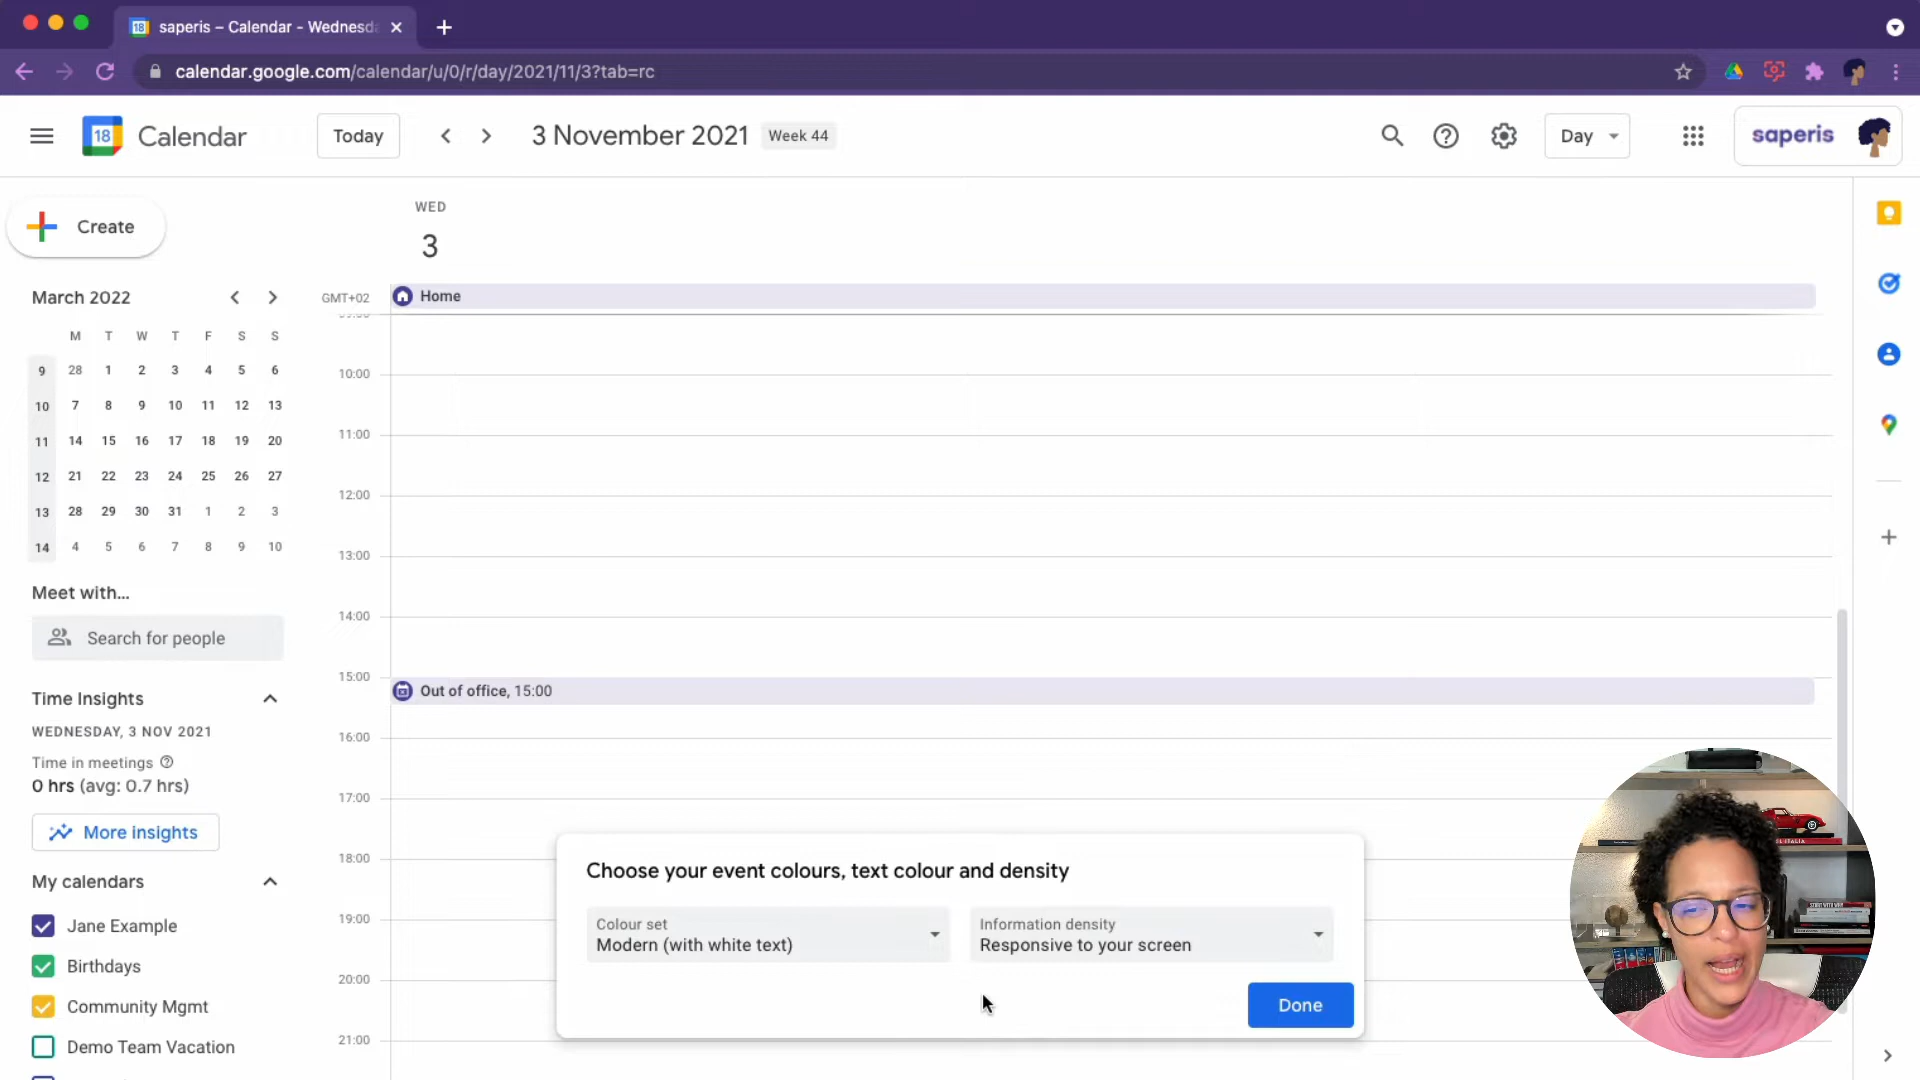 saperis – Calendar - Wednesd
calendar.google.com/calendar/u/0/r/day/2021/11/3?tab=rc
18
Calendar
Today
3 November 2021
Week 44
Day
saperis
Create
WED
3
March 2022
M T W T F S S
9 28 1 2 3 4 5 6
10 7 8 9 10 11 12 13
11 14 15 16 17 18 19 20
12 21 22 23 24 25 26 27
13 28 29 30 31 1 2 3
14 4 5 6 7 8 9 10
Meet with...
Search for people
Time Insights
WEDNESDAY, 3 NOV 2021
Time in meetings
0 hrs (avg: 0.7 hrs)
More insights
My calendars
Jane Example
Birthdays
Community Mgmt
Demo Team Vacation
GMT+02
Home
10:00
11:00
12:00
13:00
14:00
15:00
Out of office, 15:00
16:00
17:00
18:00
19:00
20:00
21:00
Choose your event colours, text colour and density
Colour set
Modern (with white text)
Information density
Responsive to your screen
Done
START WITH WHY